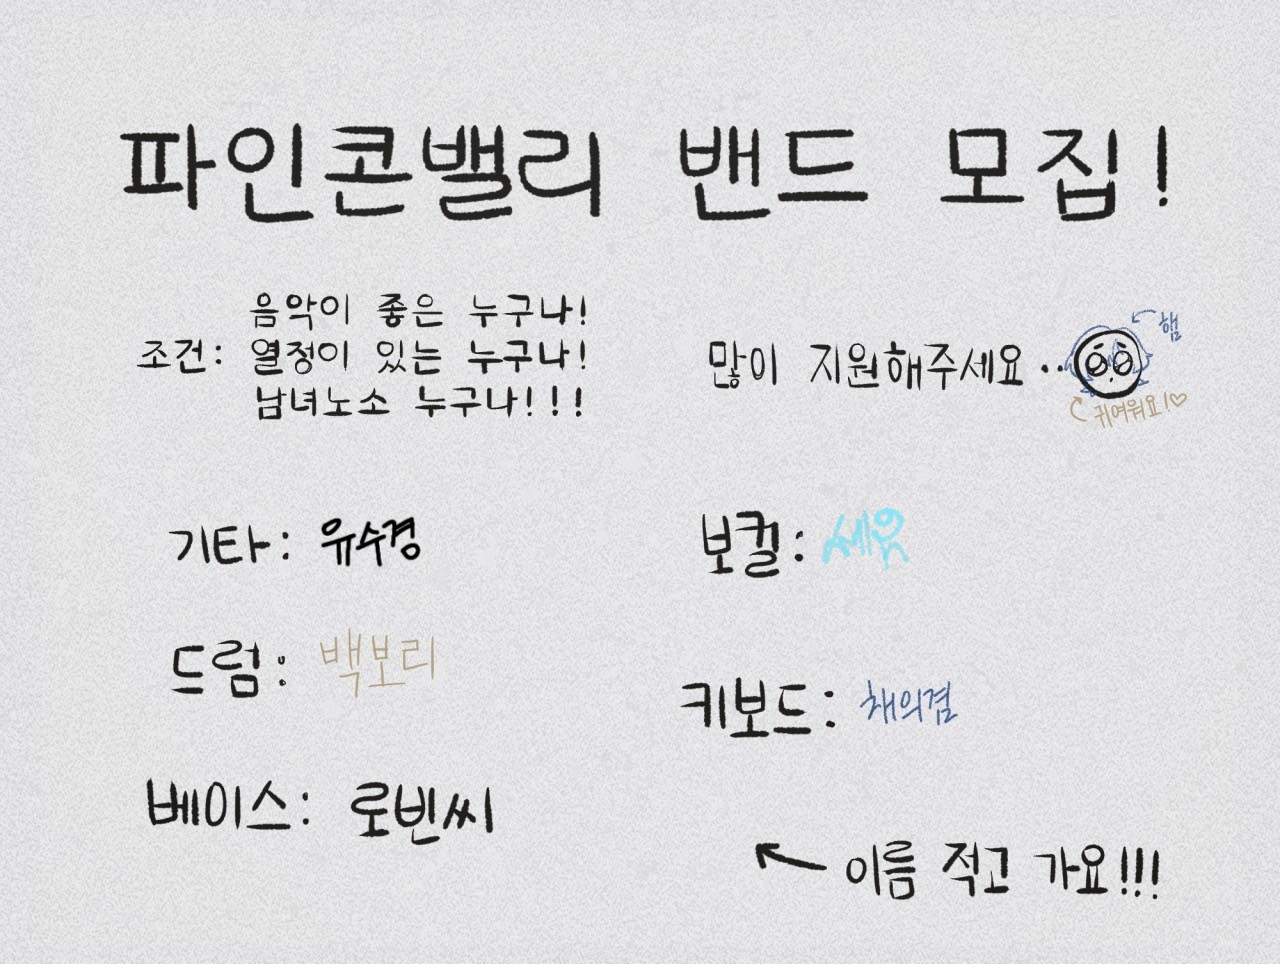 파인콘밸리 밴드 모집!
음악이 좋은 누구나!
조건: 열정이 있는 누구나!
남녀노소 누구나!!!
많이 지원해주세요..
햄
귀여워요!♡
기타: 유수경
보컬: 세유
드럼: 백보리
키보드: 채의겸
베이스: 로빈씨
← 이름 적고 가요!!!